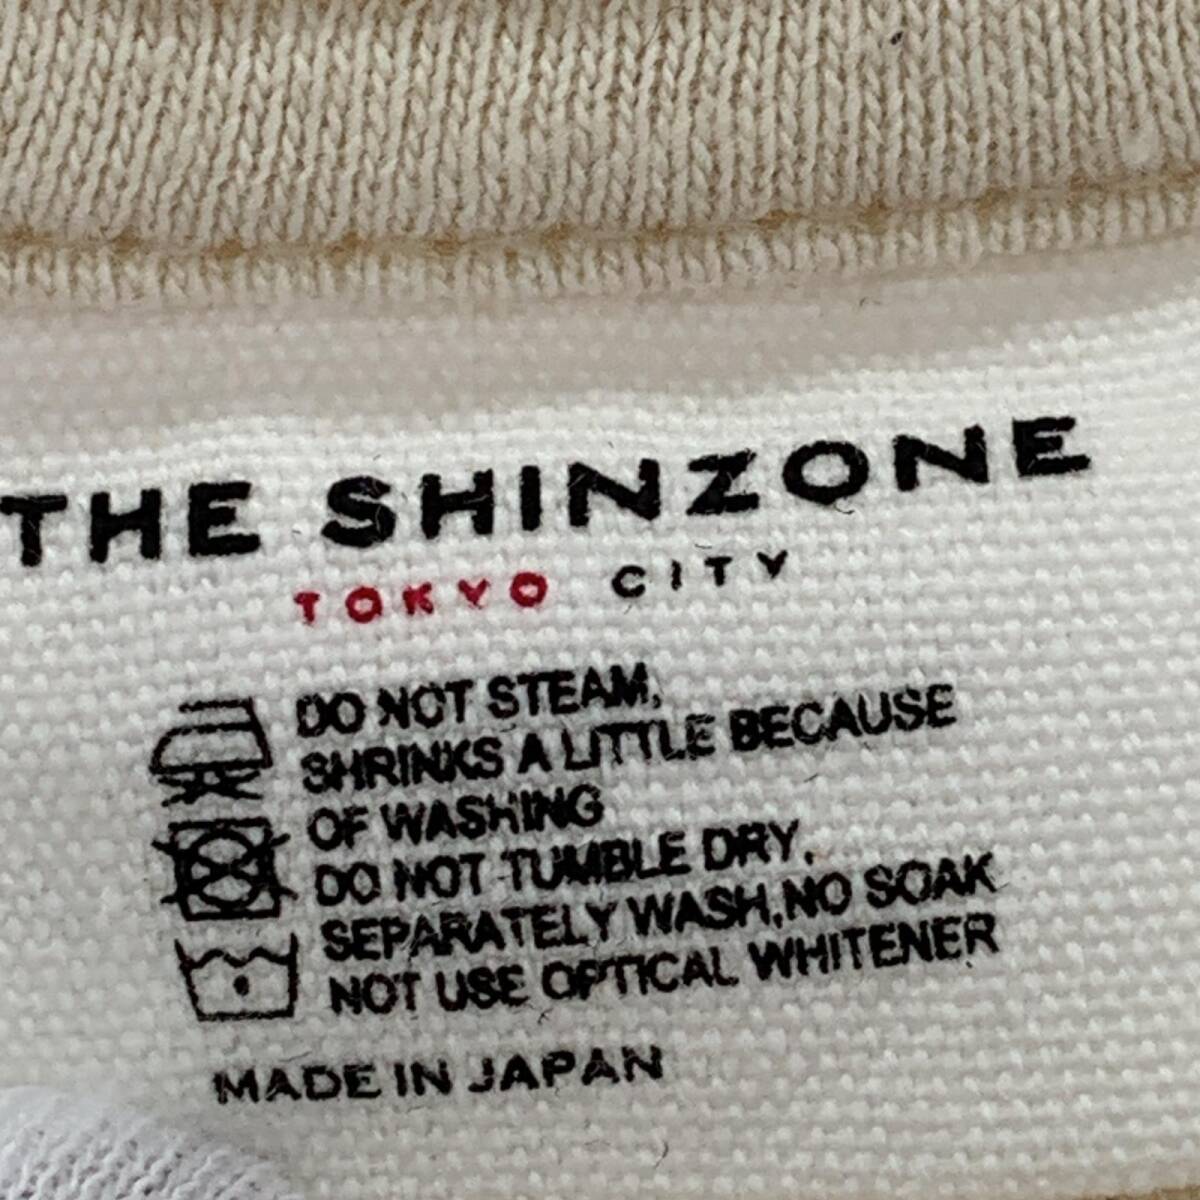 THE SHINZONE
TOKYO CITY
DO NOT STEAM,
SHRINKS A LITTLE BECAUSE
OF WASHING
DO NOT TUMBLE DRY,
SEPARATELY WASH,NO SOAK
NOT USE OPTICAL WHITENER
MADE IN JAPAN